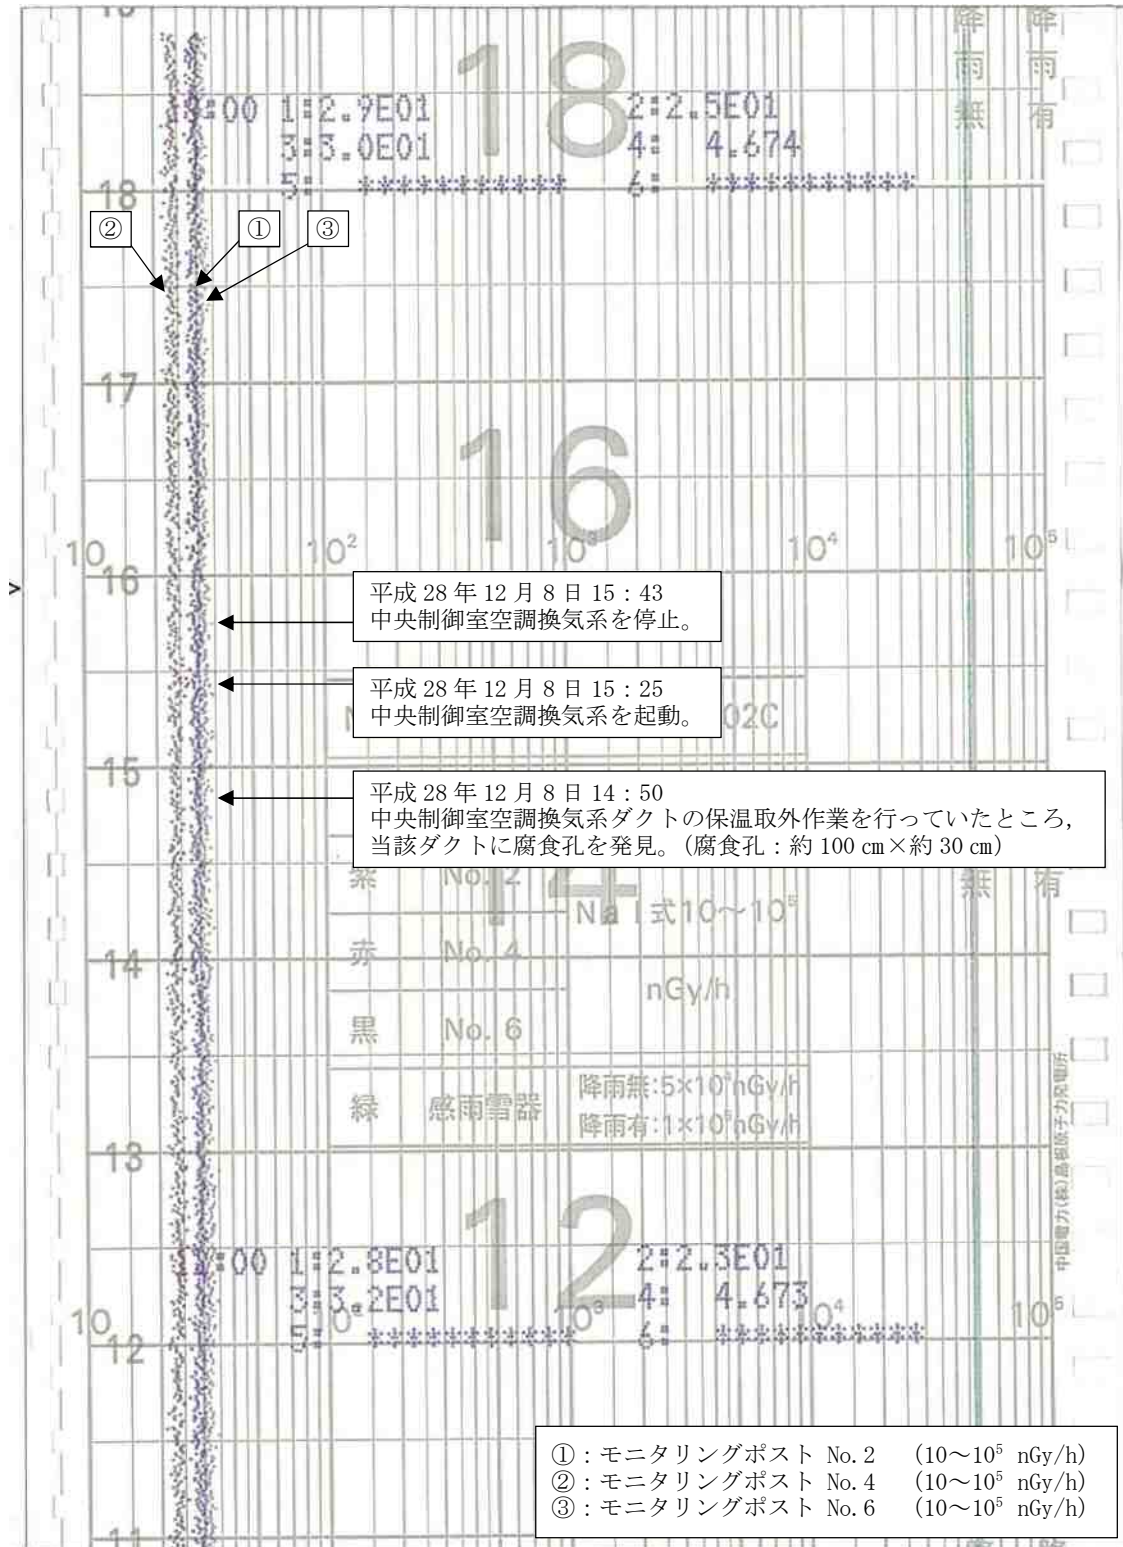 18
降 降
雨 雨
無 有
:00 1=2.9E01 2=2.5E01
3=3.0E01 4= 4.674
5= ********** 6= **********
18
② ① ③
17
16
10 10² 10³ 10⁴ 10⁵
16
平成 28 年 12 月 8 日 15：43
中央制御室空調換気系を停止。
平成 28 年 12 月 8 日 15：25
中央制御室空調換気系を起動。
02C
15
平成 28 年 12 月 8 日 14：50
中央制御室空調換気系ダクトの保温取外作業を行っていたところ，
当該ダクトに腐食孔を発見。（腐食孔：約 100 ㎝×約 30 ㎝）
14
紫 No. 2
無 有
NaI式10～10⁵
赤 No. 4
14
nGy/h
黒 No. 6
緑 感雨雪器
降雨無:5×10⁴nGy/h
降雨有:1×10⁵nGy/h
中国電力(株)島根原子力発電所
13
12
:00 1=2.8E01 2=2.3E01
3=3.2E01 4= 4.673
5= ********** 6= **********
10 10³ 10⁴ 10⁵
12
①：モニタリングポスト No.2 (10～10⁵ nGy/h)
②：モニタリングポスト No.4 (10～10⁵ nGy/h)
③：モニタリングポスト No.6 (10～10⁵ nGy/h)
11